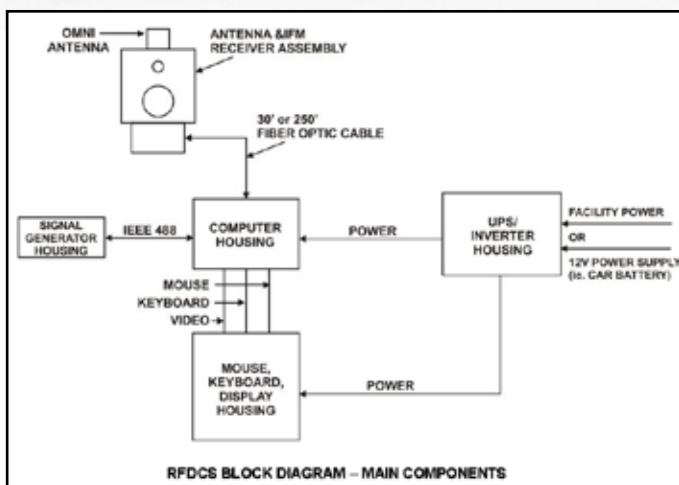 OMNI
ANTENNA
ANTENNA &IFM
RECEIVER ASSEMBLY
30' or 250'
FIBER OPTIC CABLE
SIGNAL
GENERATOR
HOUSING
IEEE 488
COMPUTER
HOUSING
POWER
UPS/
INVERTER
HOUSING
FACILITY POWER
OR
12V POWER SUPPLY
(ie. CAR BATTERY)
MOUSE
KEYBOARD
VIDEO
MOUSE,
KEYBOARD,
DISPLAY
HOUSING
POWER
RFDCS BLOCK DIAGRAM – MAIN COMPONENTS